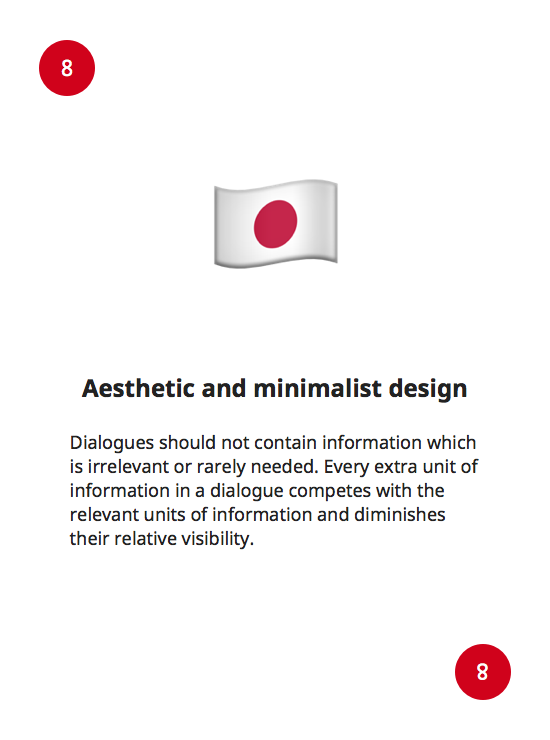 8
Aesthetic and minimalist design
Dialogues should not contain information which
is irrelevant or rarely needed. Every extra unit of
information in a dialogue competes with the
relevant units of information and diminishes
their relative visibility.
8